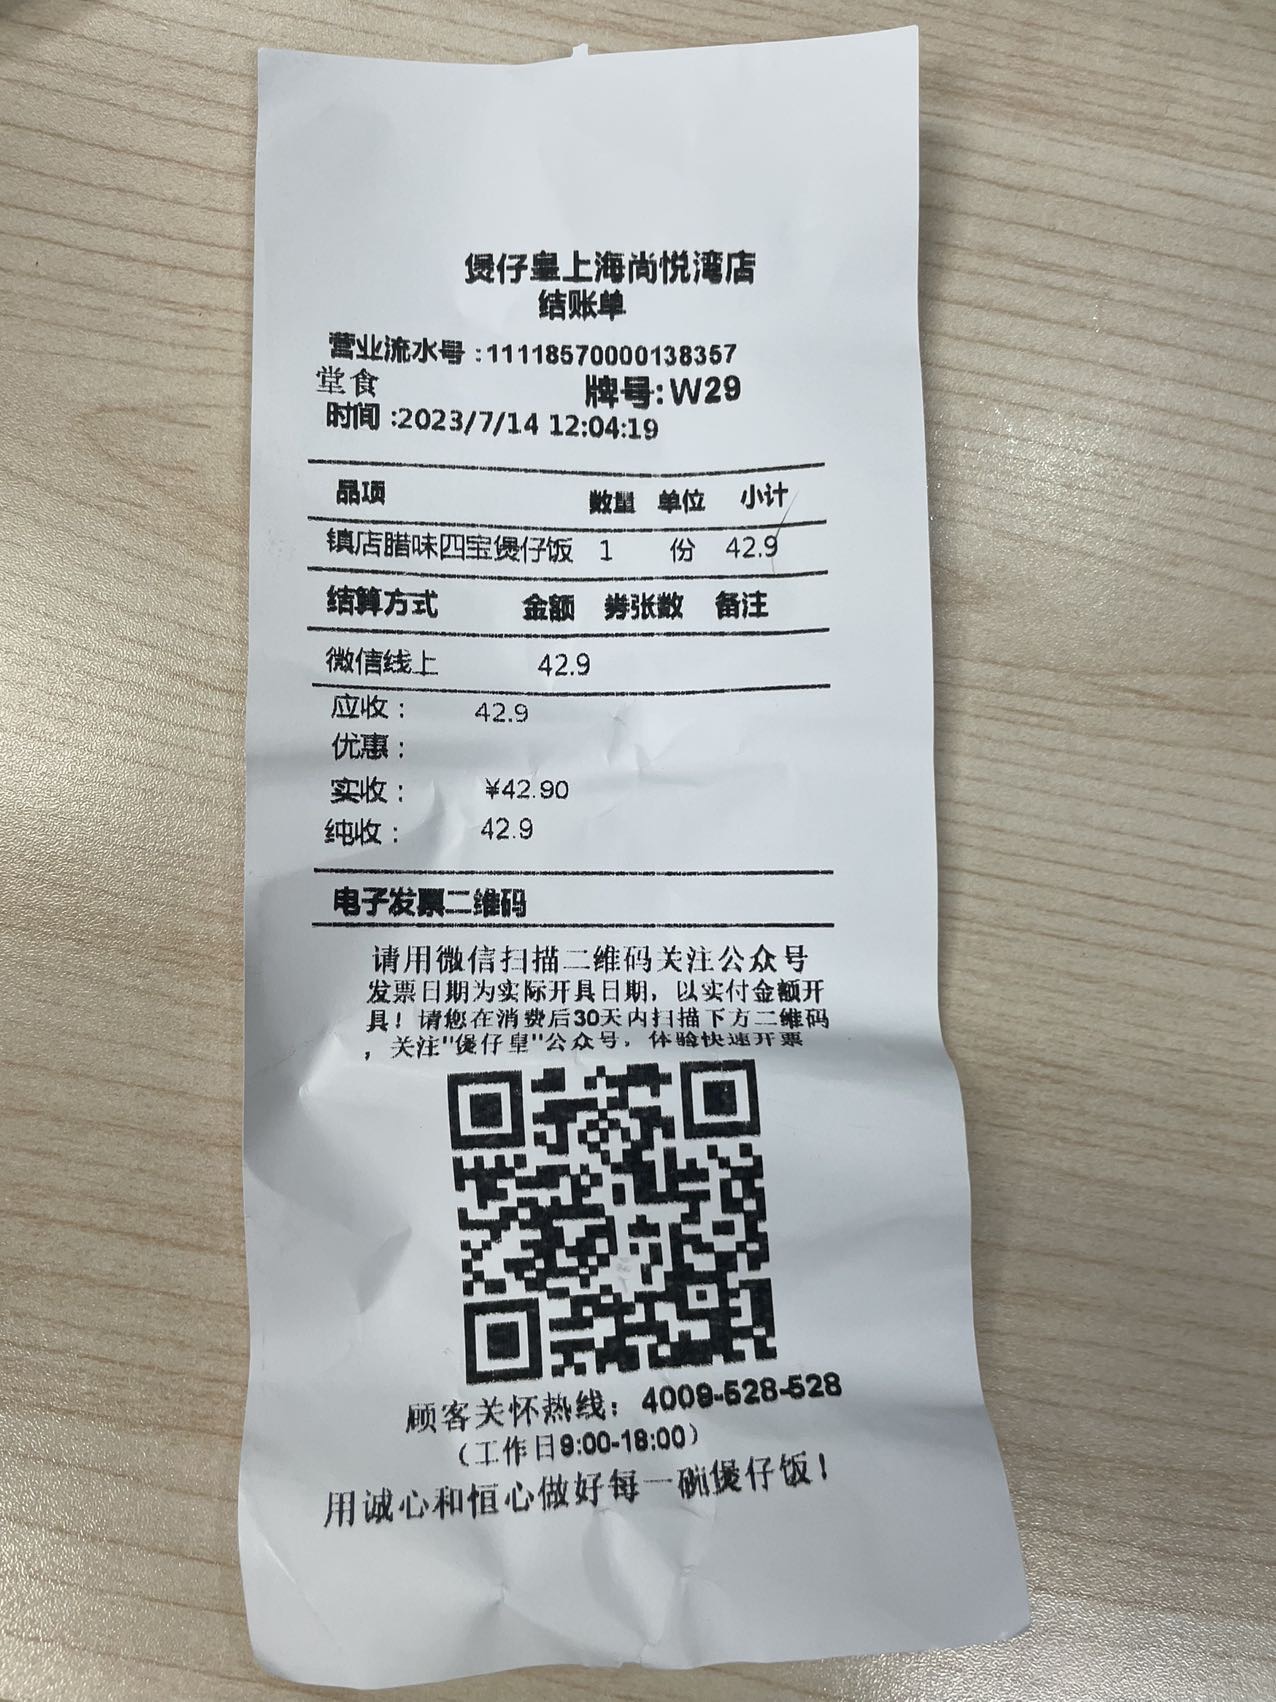 煲仔皇上海尚悦湾店
结账单
营业流水号:11118570000138357
堂食 牌号:W29
时间:2023/7/14 12:04:19
品项 数量 单位 小计
镇店腊味四宝煲仔饭 1 份 42.9
结算方式 金额 券张数 备注
微信线上 42.9
应收： 42.9
优惠：
实收： ¥42.90
纯收： 42.9
电子发票二维码
请用微信扫描二维码关注公众号
发票日期为实际开具日期，以实付金额开
具！请您在消费后30天内扫描下方二维码
，关注"煲仔皇"公众号，体验快速开票
顾客关怀热线：4009-528-528
（工作日9:00-18:00）
用诚心和恒心做好每一碗煲仔饭！